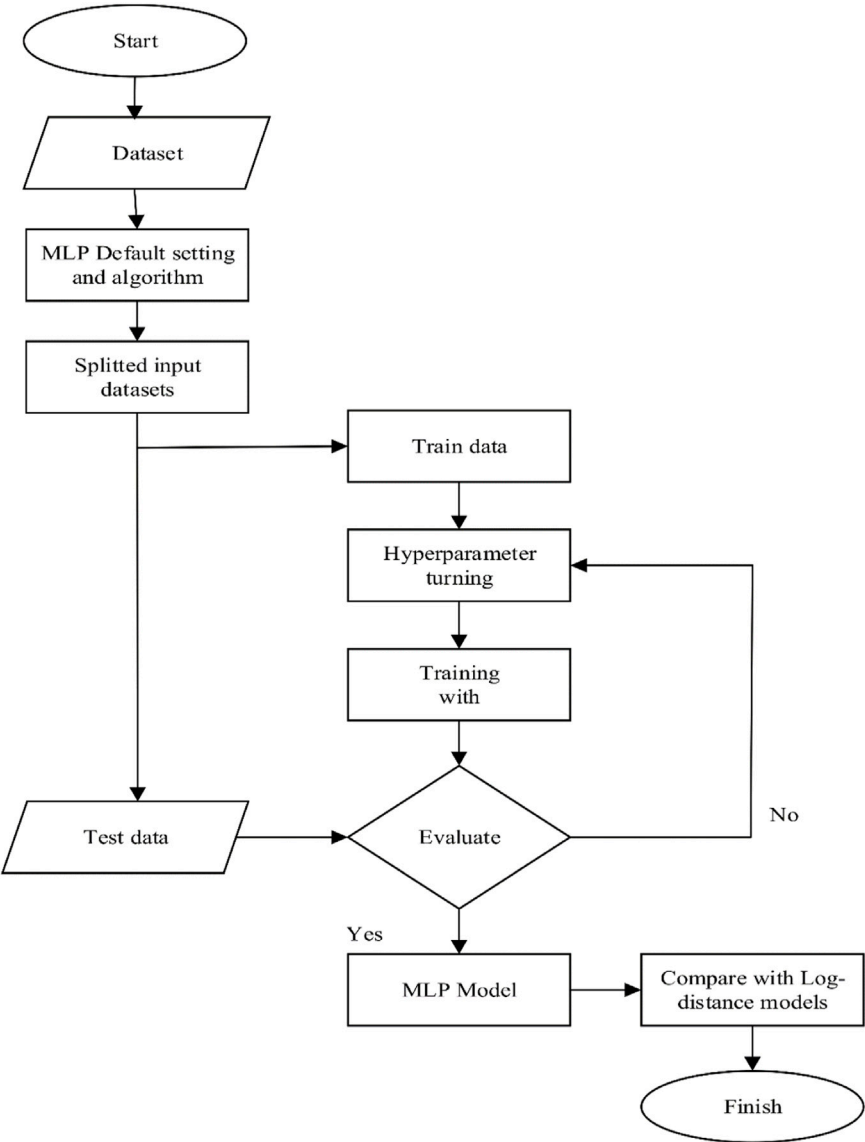 Start
Dataset
MLP Default setting
and algorithm
Splitted input
datasets
Train data
Hyperparameter
turning
Training
with
Test data
Evaluate
No
Yes
MLP Model
Compare with Log-
distance models
Finish